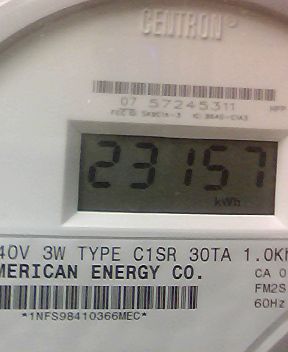 CENTRON
07 57245311
23157
kWh
40V 3W TYPE C1SR 30TA 1.0Kh
MERICAN ENERGY CO.
CA 0
FM2S
60Hz
*1NFS98410366MEC*